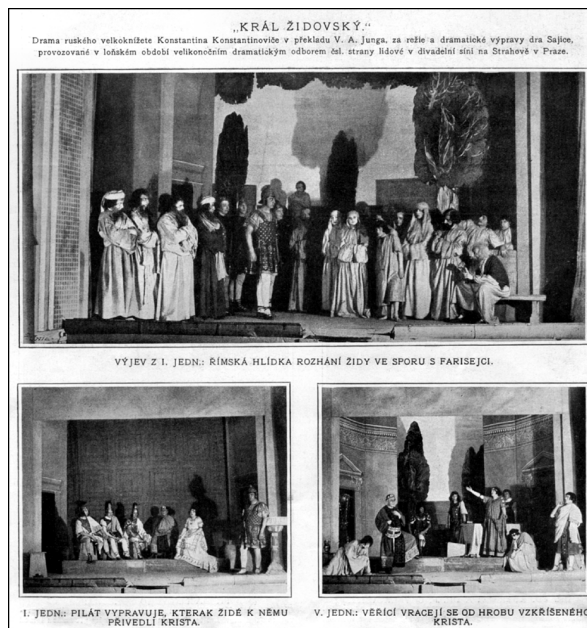 „KRÁL ŽIDOVSKÝ.“
Drama ruského velkoknížete Konstantina Konstantinoviče v překladu V. A. Junga, za režie a dramatické výpravy dra Sajíce,
provozované v loňském období velikonočním dramatickým odborem čsl. strany lidové v divadelní síni na Strahově v Praze.
VÝJEV Z I. JEDN.: ŘÍMSKÁ HLÍDKA ROZHÁNÍ ŽIDY VE SPORU S FARISEJCI.
I. JEDN.: PILÁT VYPRAVUJE, KTERAK ŽIDÉ K NĚMU
PŘIVEDLI KRISTA.
V. JEDN.: VĚŘÍCÍ VRACEJÍ SE OD HROBU VZKŘÍŠENÉHO
KRISTA.